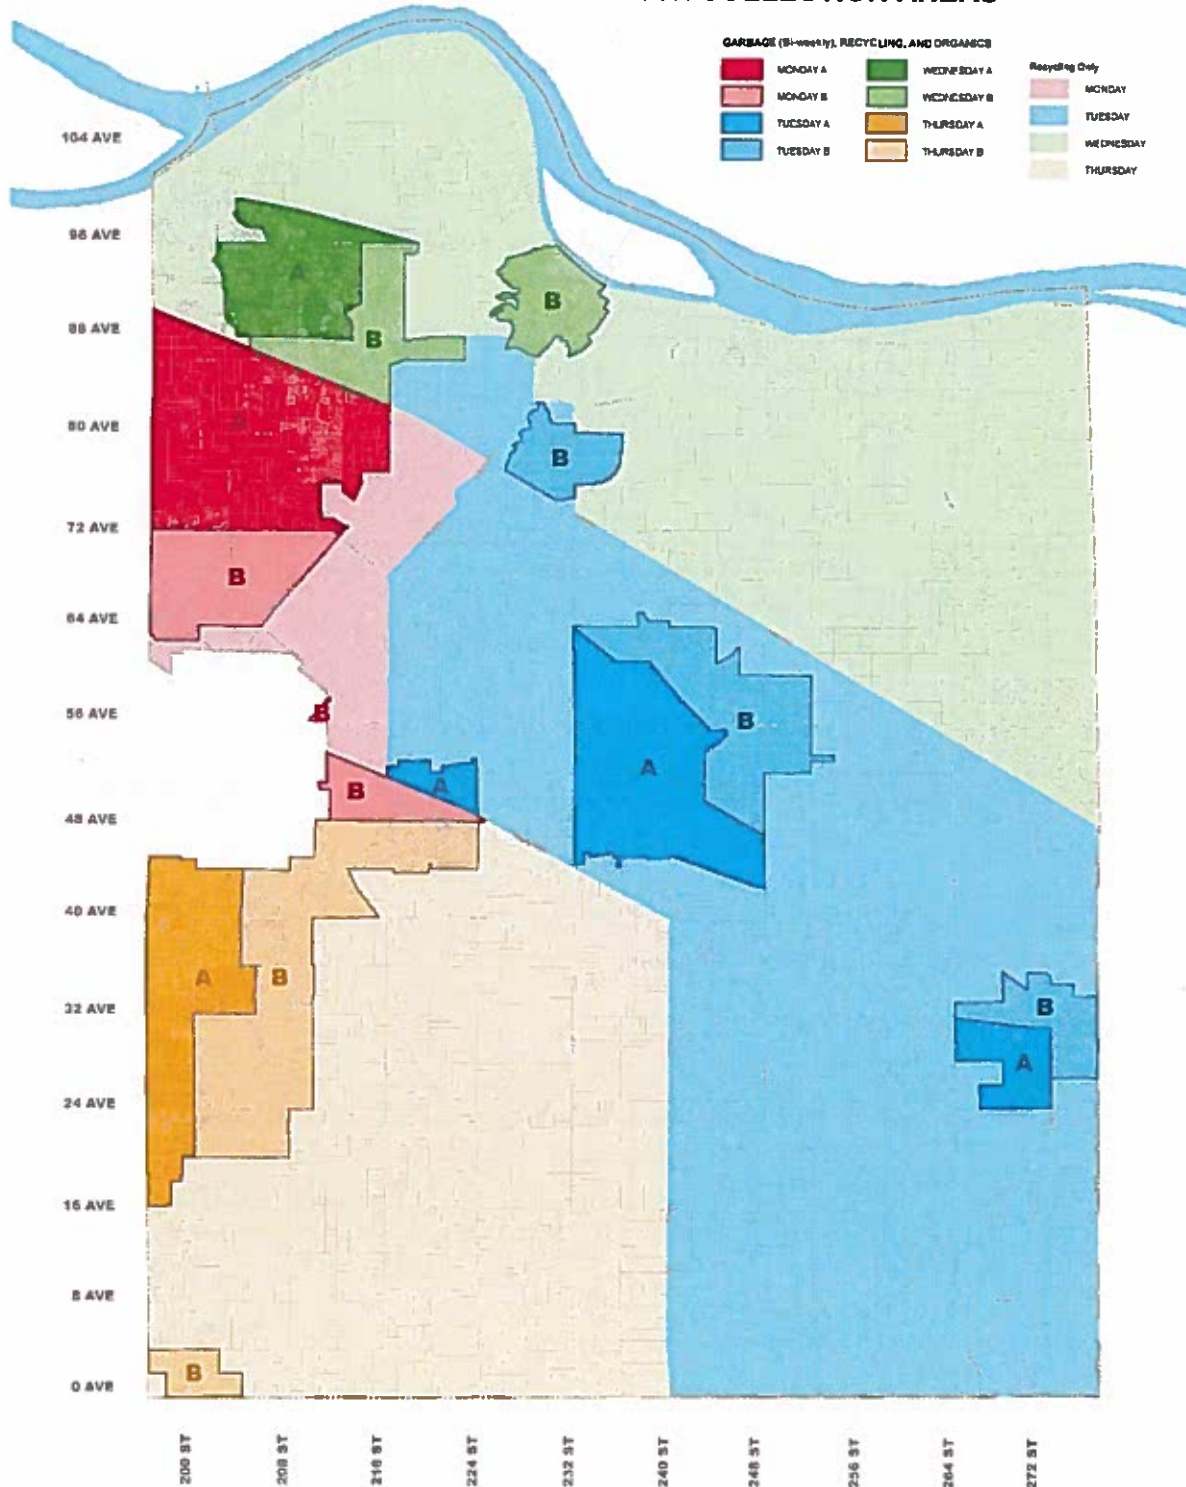 GARBAGE (Bi-weekly), RECYCLING, AND ORGANICS
MONDAY A
MONDAY B
TUESDAY A
TUESDAY B
WEDNESDAY A
WEDNESDAY B
THURSDAY A
THURSDAY B
Recycling Only
MONDAY
TUESDAY
WEDNESDAY
THURSDAY
104 AVE
96 AVE
88 AVE
80 AVE
72 AVE
64 AVE
56 AVE
48 AVE
40 AVE
32 AVE
24 AVE
16 AVE
8 AVE
0 AVE
A
B
B
B
B
B
B
B
A
A
B
A
B
B
A
B
200 ST
208 ST
216 ST
224 ST
232 ST
240 ST
248 ST
256 ST
264 ST
272 ST